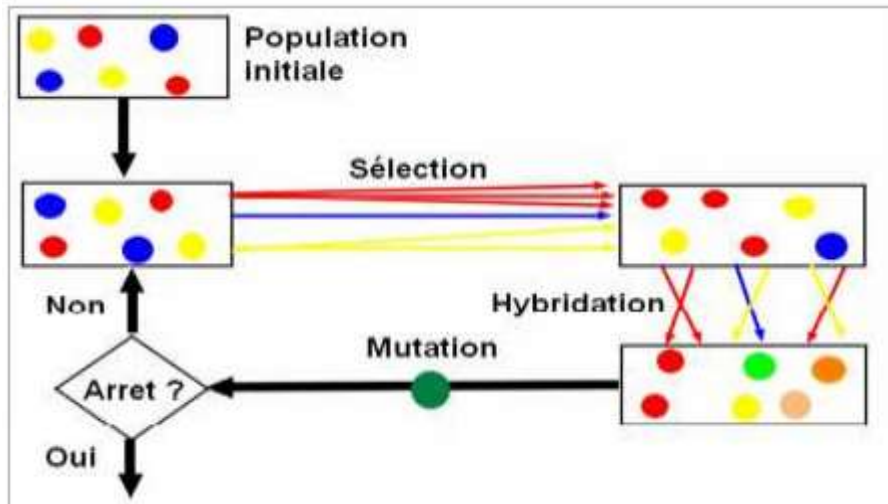 Population
initiale
Sélection
Non
Hybridation
Mutation
Arret ?
Oui